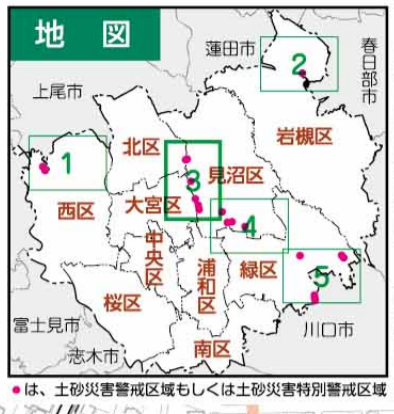 地図
蓮田市
春日部市
上尾市
2
岩槻区
北区
1
3
見沼区
西区
大宮区
4
中央区
浦和区
緑区
5
桜区
富士見市
川口市
志木市
南区
●は、土砂災害警戒区域もしくは土砂災害特別警戒区域